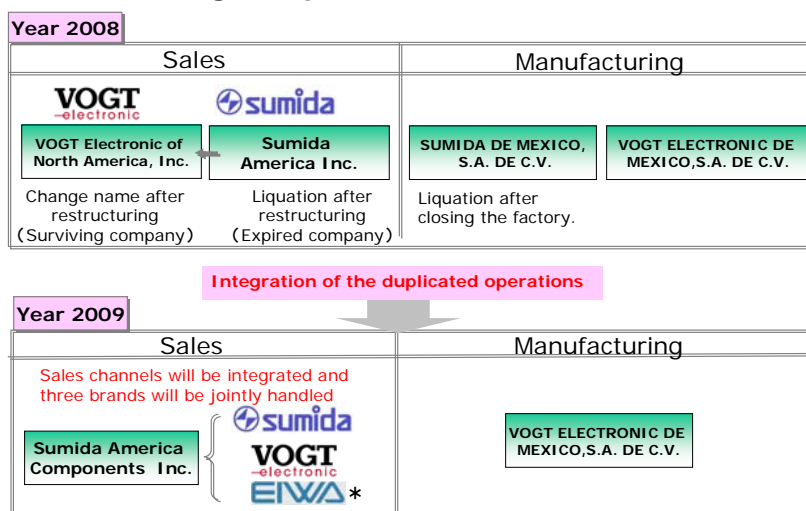 Year 2008
Sales
Manufacturing
VOGT
electronic
sumida
VOGT Electronic of
North America, Inc.
Sumida
America Inc.
SUMIDA DE MEXICO,
S.A. DE C.V.
VOGT ELECTRONIC DE
MEXICO,S.A. DE C.V.
Change name after
restructuring
(Surviving company)
Liquation after
restructuring
(Expired company)
Liquation after
closing the factory.
Integration of the duplicated operations
Year 2009
Sales
Manufacturing
Sales channels will be integrated and
three brands will be jointly handled
Sumida America
Components Inc.
sumida
VOGT
electronic
EIWA *
VOGT ELECTRONIC DE
MEXICO,S.A. DE C.V.